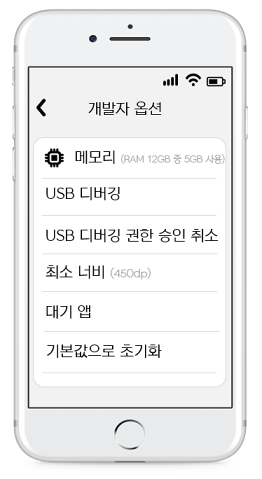 개발자 옵션
메모리 (RAM 12GB 중 5GB 사용)
USB 디버깅
USB 디버깅 권한 승인 취소
최소 너비 (450dp)
대기 앱
기본값으로 초기화